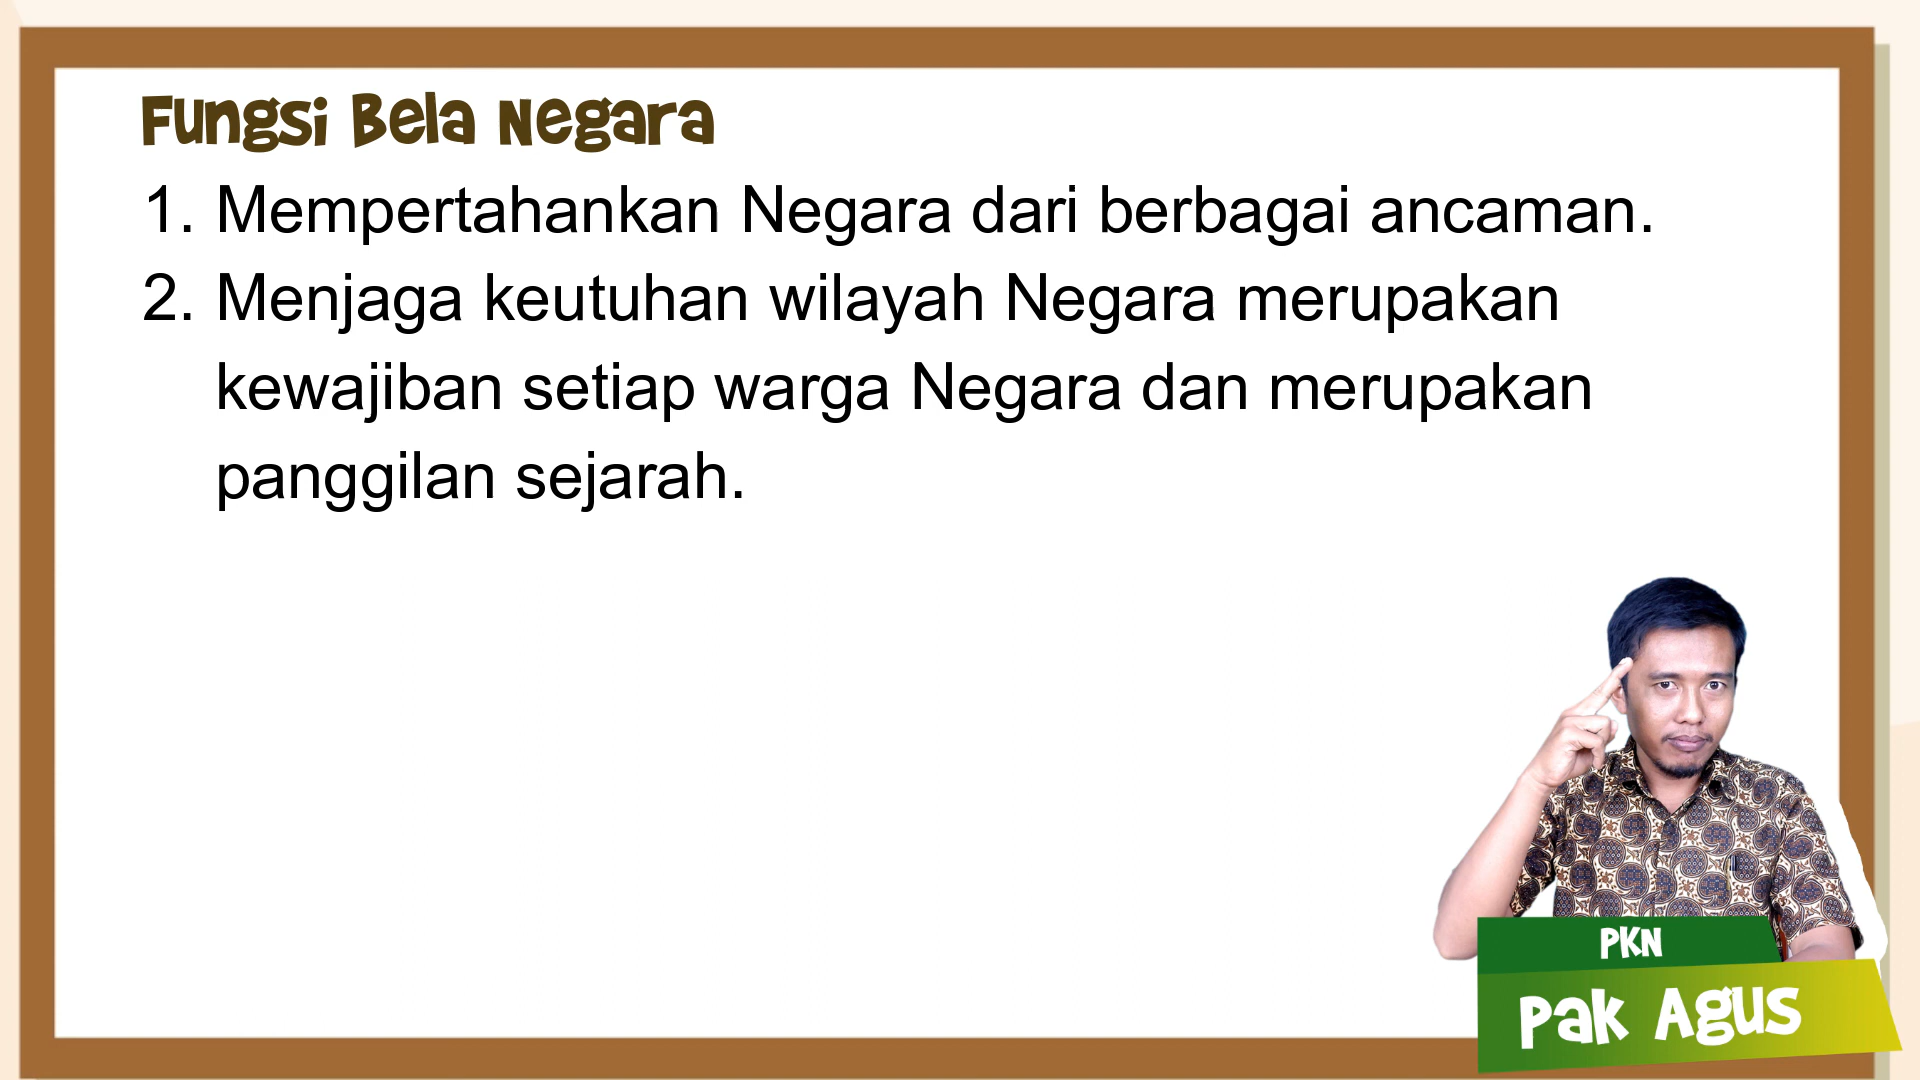 Fungsi Bela Negara
1. Mempertahankan Negara dari berbagai ancaman.
2. Menjaga keutuhan wilayah Negara merupakan
kewajiban setiap warga Negara dan merupakan
panggilan sejarah.
PKN
Pak Agus